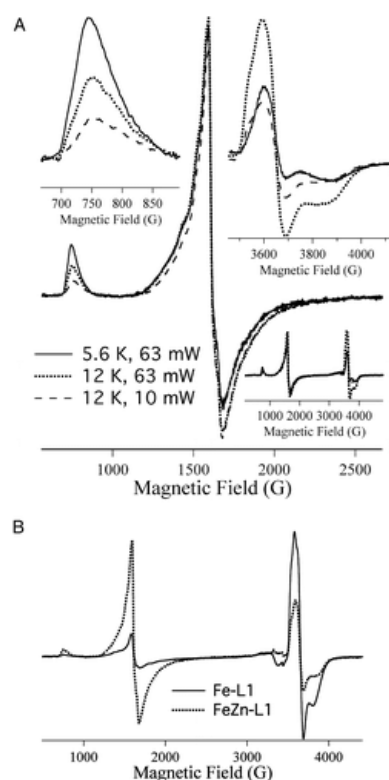 A
700 750 800 850
Magnetic Field (G)
3600 3800 4000
Magnetic Field (G)
5.6 K, 63 mW
12 K, 63 mW
12 K, 10 mW
1000 2000 3000 4000
Magnetic Field (G)
1000 1500 2000 2500
Magnetic Field (G)
B
Fe-L1
FeZn-L1
1000 2000 3000 4000
Magnetic Field (G)